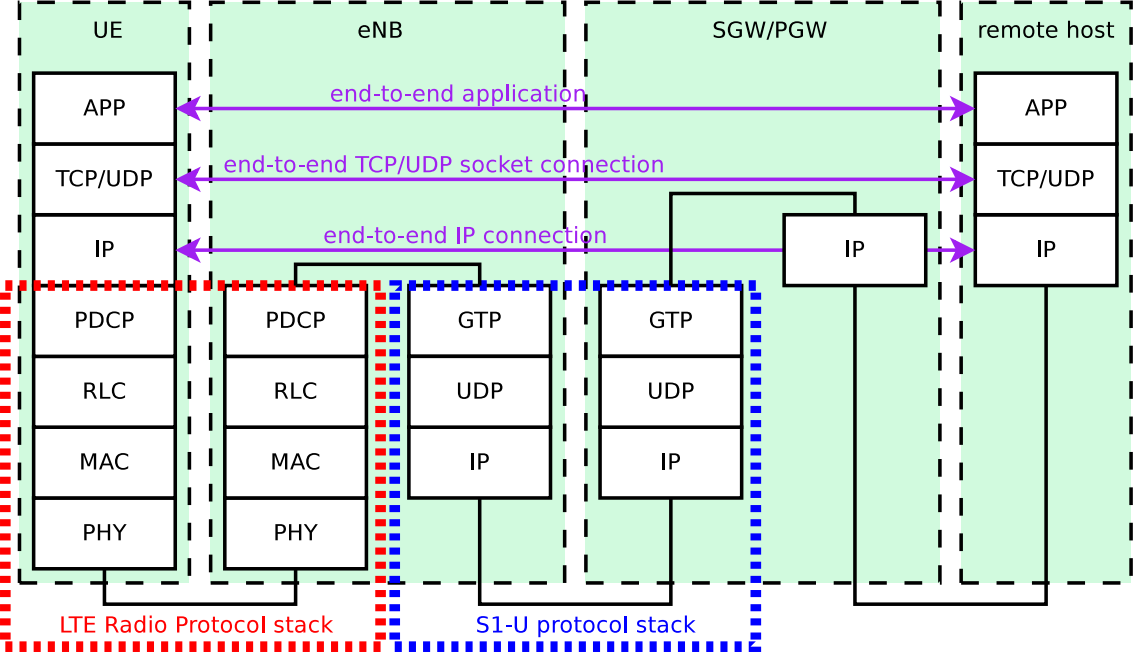 UE
eNB
SGW/PGW
remote host
APP
end-to-end application
APP
TCP/UDP
end-to-end TCP/UDP socket connection
TCP/UDP
IP
end-to-end IP connection
IP
IP
PDCP
PDCP
GTP
GTP
RLC
RLC
UDP
UDP
MAC
MAC
IP
IP
PHY
PHY
LTE Radio Protocol stack
S1-U protocol stack